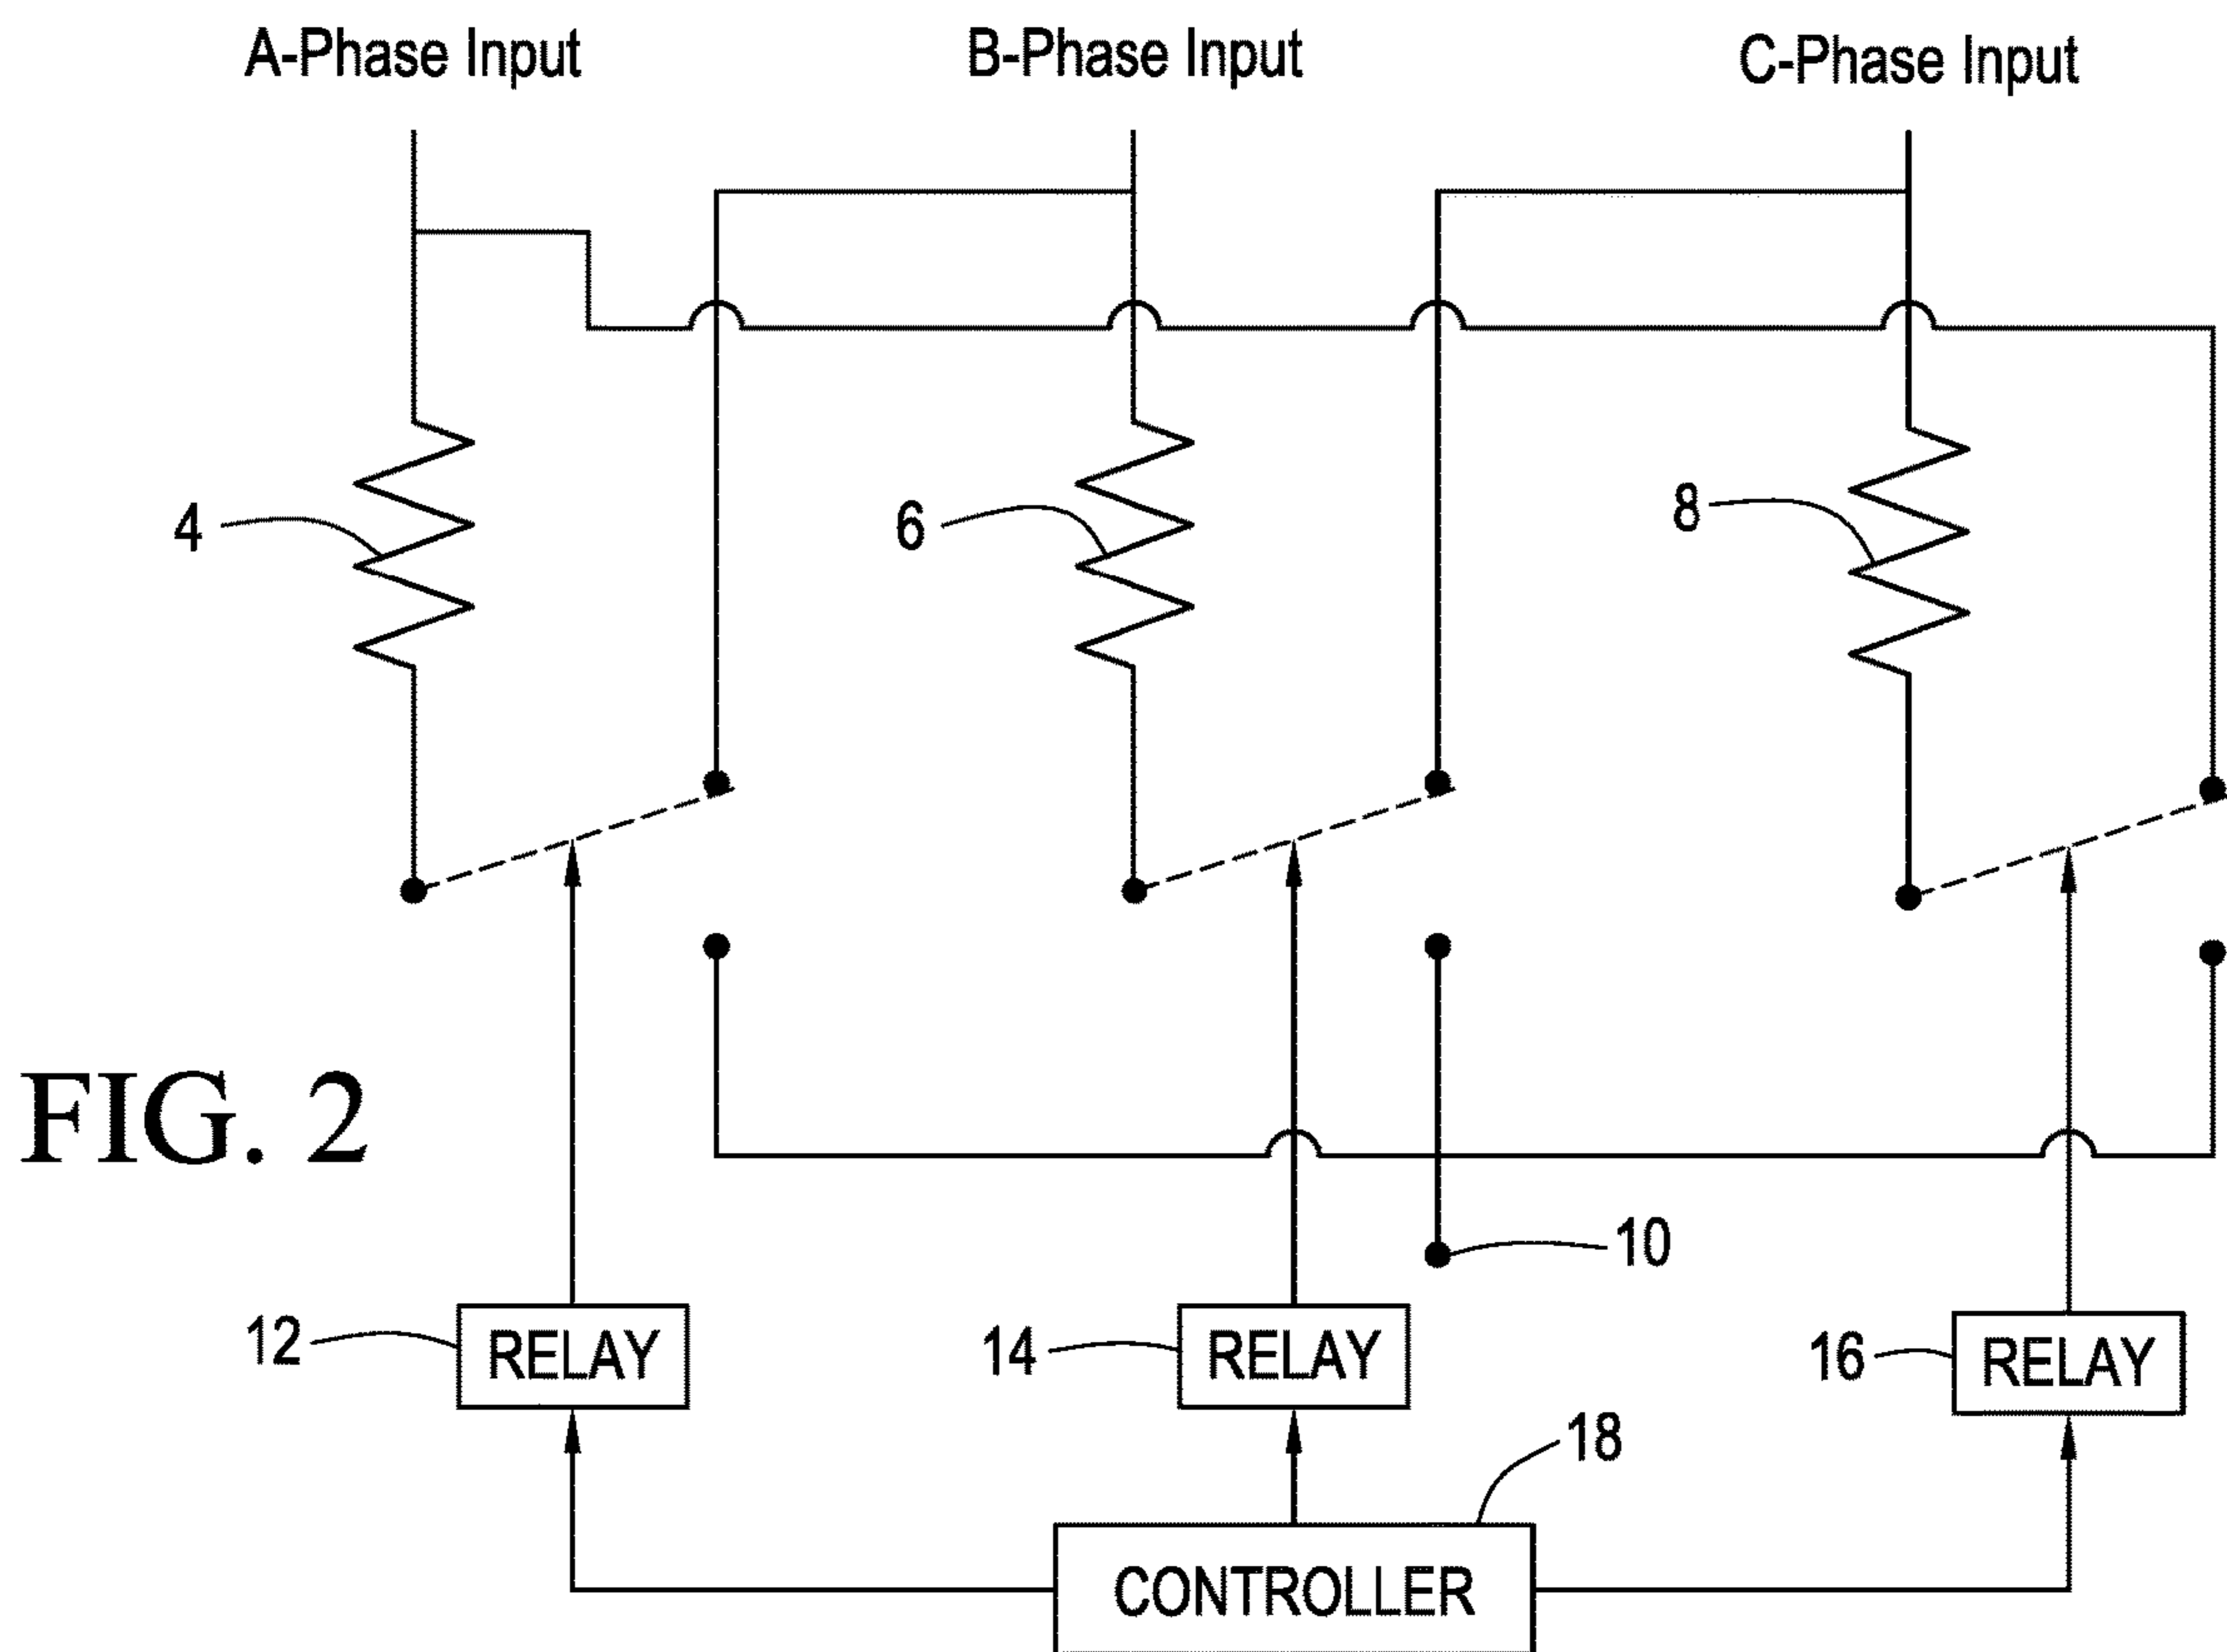 A-Phase Input
B-Phase Input
C-Phase Input
4
6
8
FIG. 2
10
12
RELAY
14
RELAY
16
RELAY
18
CONTROLLER